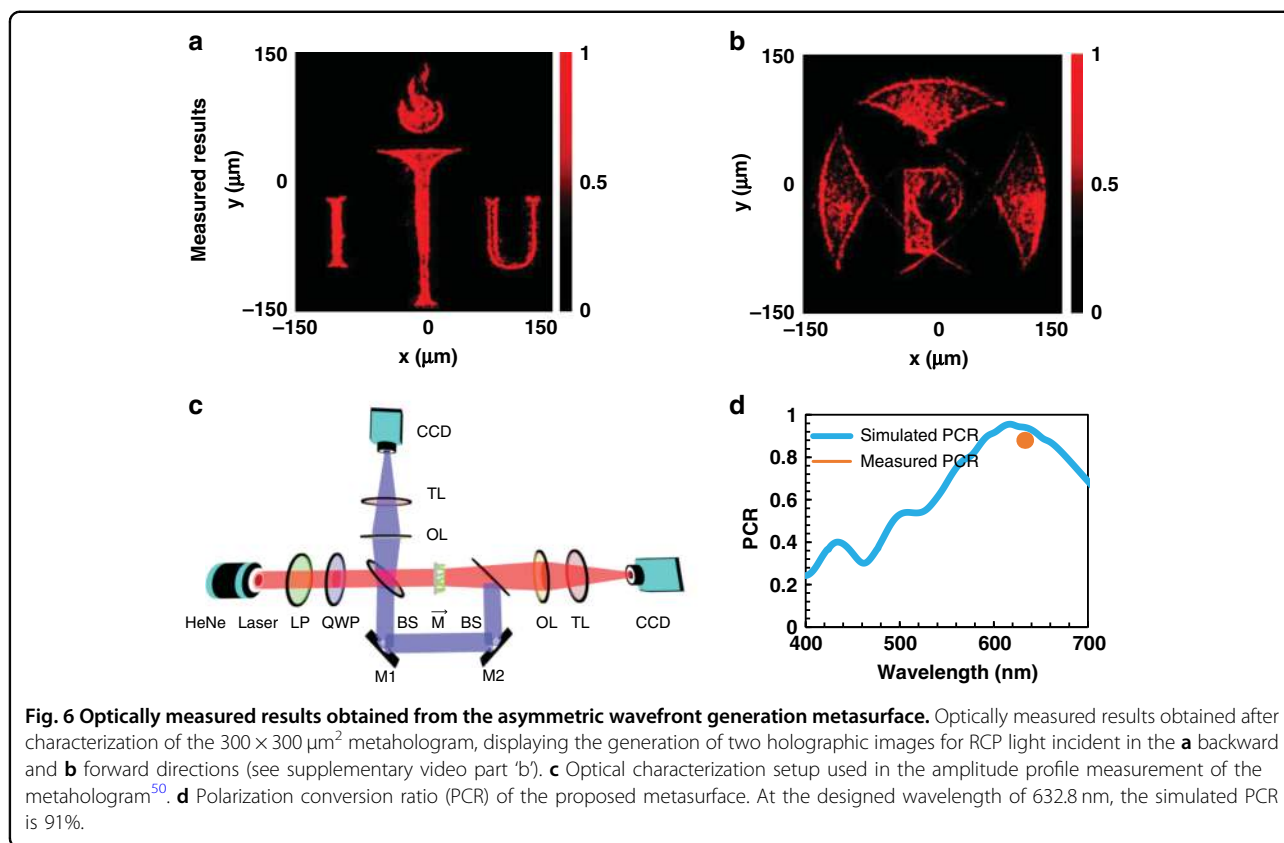 a
150
Measured results
y (μm)
0
−150
−150
0
150
x (μm)
1
0.5
0
I
U
b
150
y (μm)
0
−150
−150
0
150
x (μm)
1
0.5
0
P
c
CCD
TL
OL
HeNe Laser LP QWP BS M BS OL TL CCD
M1 M2
d
1
0.8
0.6
0.4
0.2
0
PCR
Simulated PCR
Measured PCR
400 500 600 700
Wavelength (nm)
Fig. 6 Optically measured results obtained from the asymmetric wavefront generation metasurface. Optically measured results obtained after
characterization of the 300 × 300 μm² metahologram, displaying the generation of two holographic images for RCP light incident in the a backward
and b forward directions (see supplementary video part ‘b’). c Optical characterization setup used in the amplitude profile measurement of the
metahologram⁵⁰. d Polarization conversion ratio (PCR) of the proposed metasurface. At the designed wavelength of 632.8 nm, the simulated PCR
is 91%.